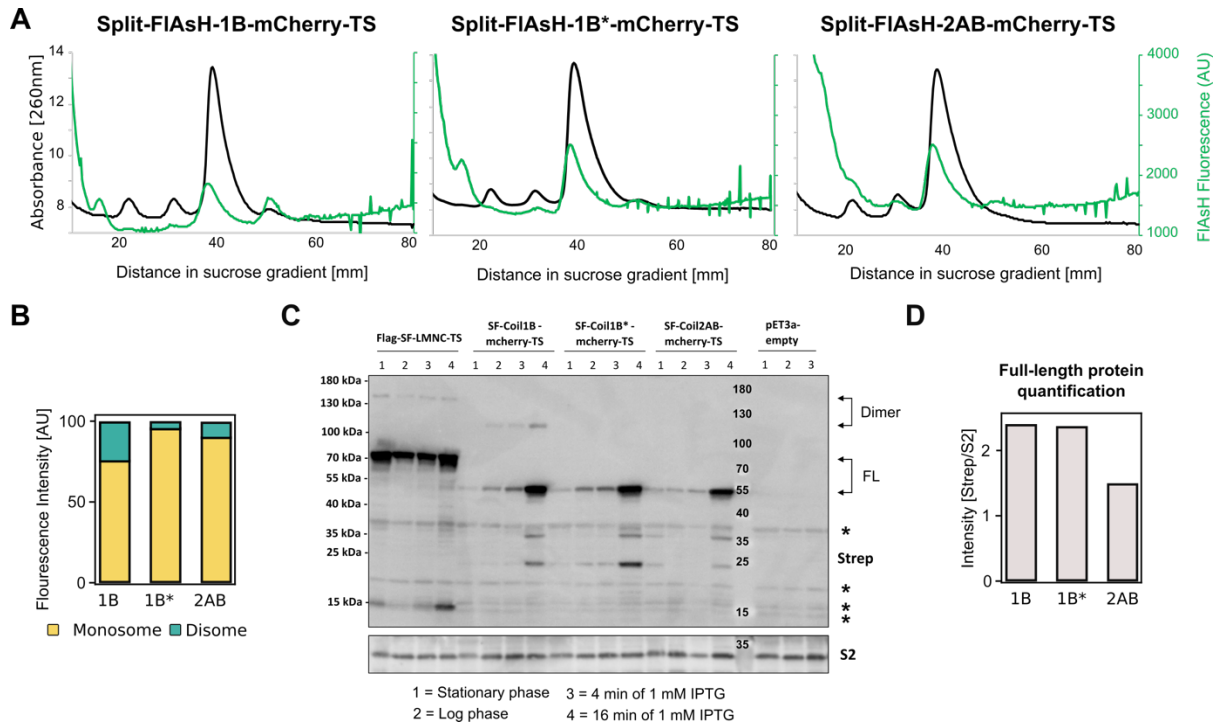 A
Split-FlAsH-1B-mCherry-TS
Split-FlAsH-1B*-mCherry-TS
Split-FlAsH-2AB-mCherry-TS
Absorbance [260nm]
14
12
10
8
20
40
60
80
Distance in sucrose gradient [mm]
20
40
60
80
Distance in sucrose gradient [mm]
20
40
60
80
Distance in sucrose gradient [mm]
4000
3000
2000
1000
FlAsH Fluorescence (AU)
B
Flourescence Intensity [AU]
100
50
0
1B
1B*
2AB
Monosome
Disome
C
Flag-SF-LMNC-TS
SF-Coil1B -
mcherry-TS
SF-Coil1B* -
mcherry-TS
SF-Coil2AB-
mcherry-TS
pET3a-
empty
1 2 3 4 1 2 3 4 1 2 3 4 1 2 3 4 1 2 3
180 kDa
130 kDa
100 kDa
70 kDa
55 kDa
40 kDa
35 kDa
25 kDa
15 kDa
180
130
100
70
55
40
35
25
15
35
Dimer
FL
*
Strep
*
*
*
S2
1 = Stationary phase
2 = Log phase
3 = 4 min of 1 mM IPTG
4 = 16 min of 1 mM IPTG
D
Full-length protein
quantification
Intensity [Strep/S2]
2
1
0
1B
1B*
2AB